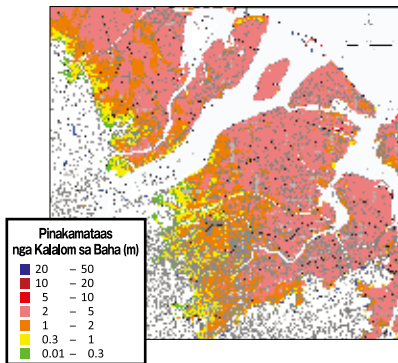 Pinakamataas
nga Kalalom sa Baha (m)
20 – 50
10 – 20
5 – 10
2 – 5
1 – 2
0.3 – 1
0.01 – 0.3